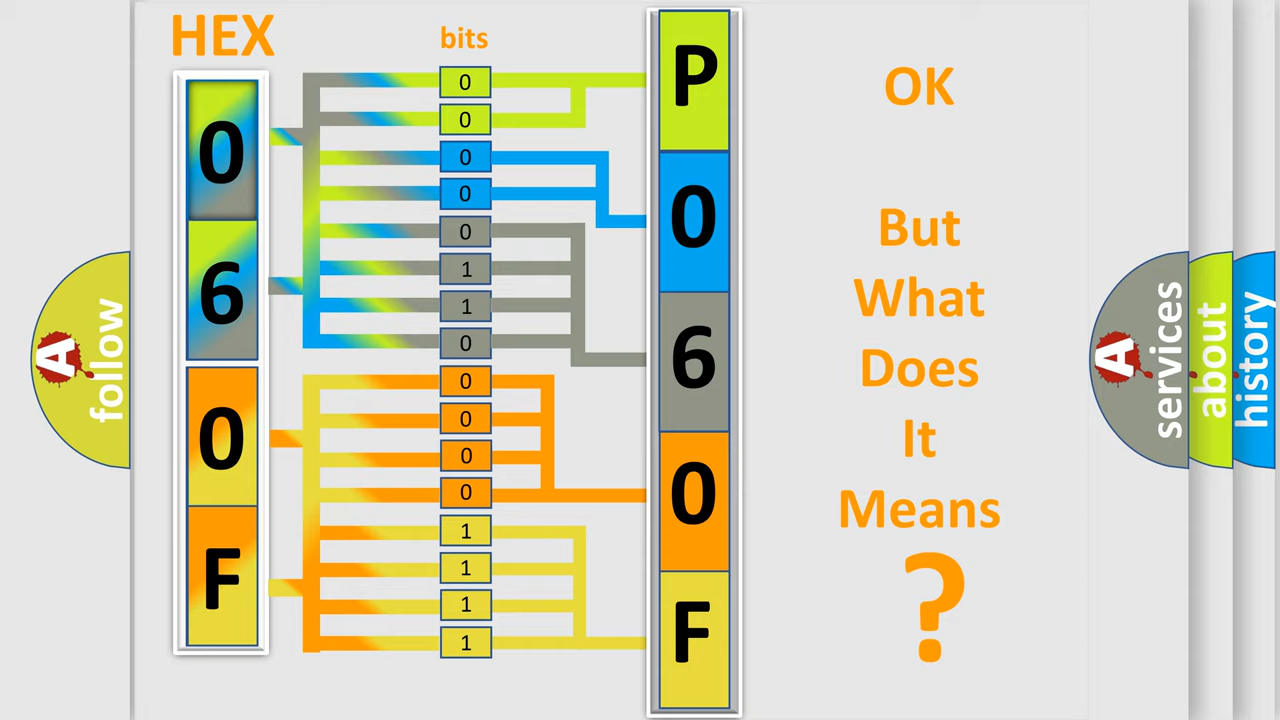 HEX
bits
0
6
0
F
0
0
0
0
0
1
1
0
0
0
0
0
1
1
1
1
P
0
6
0
F
OK
But
What
Does
It
Means
?
A
follow
A
services
about
history